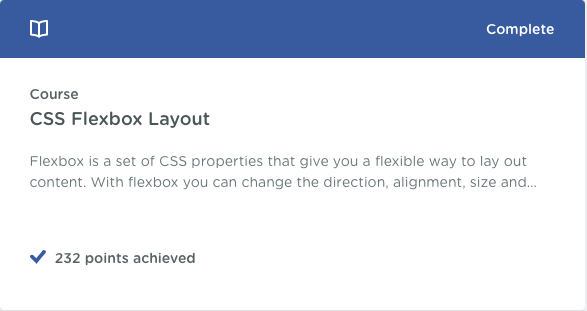 Complete
Course
CSS Flexbox Layout
Flexbox is a set of CSS properties that give you a flexible way to lay out
content. With flexbox you can change the direction, alignment, size and...
232 points achieved